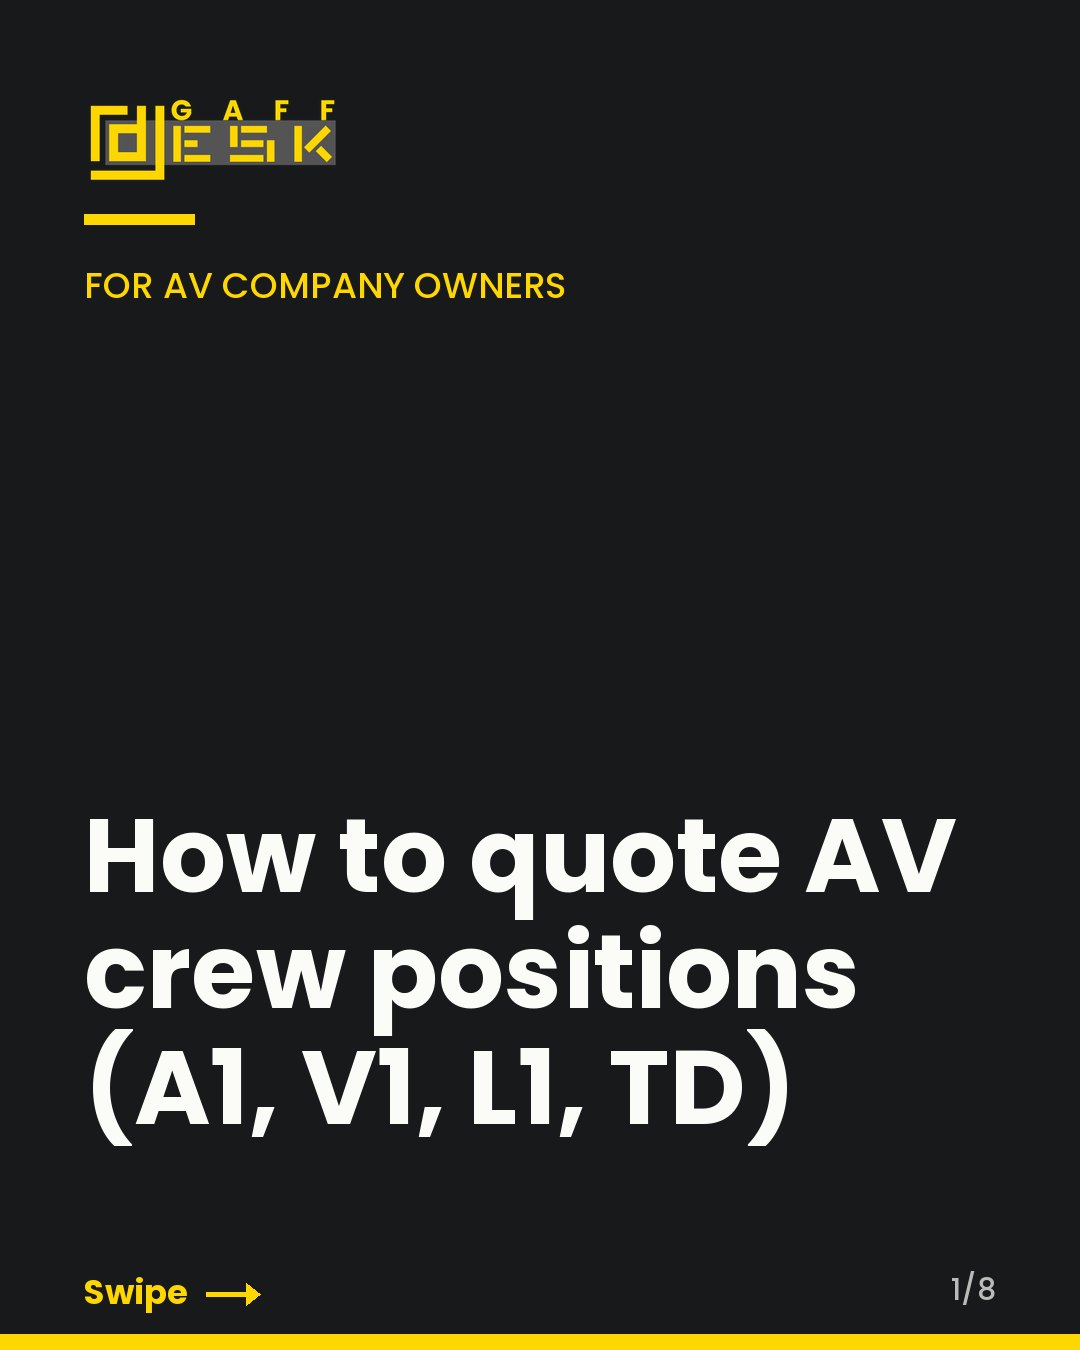 GAFF
dESK
FOR AV COMPANY OWNERS
How to quote AV
crew positions
(A1, V1, L1, TD)
Swipe
1/8